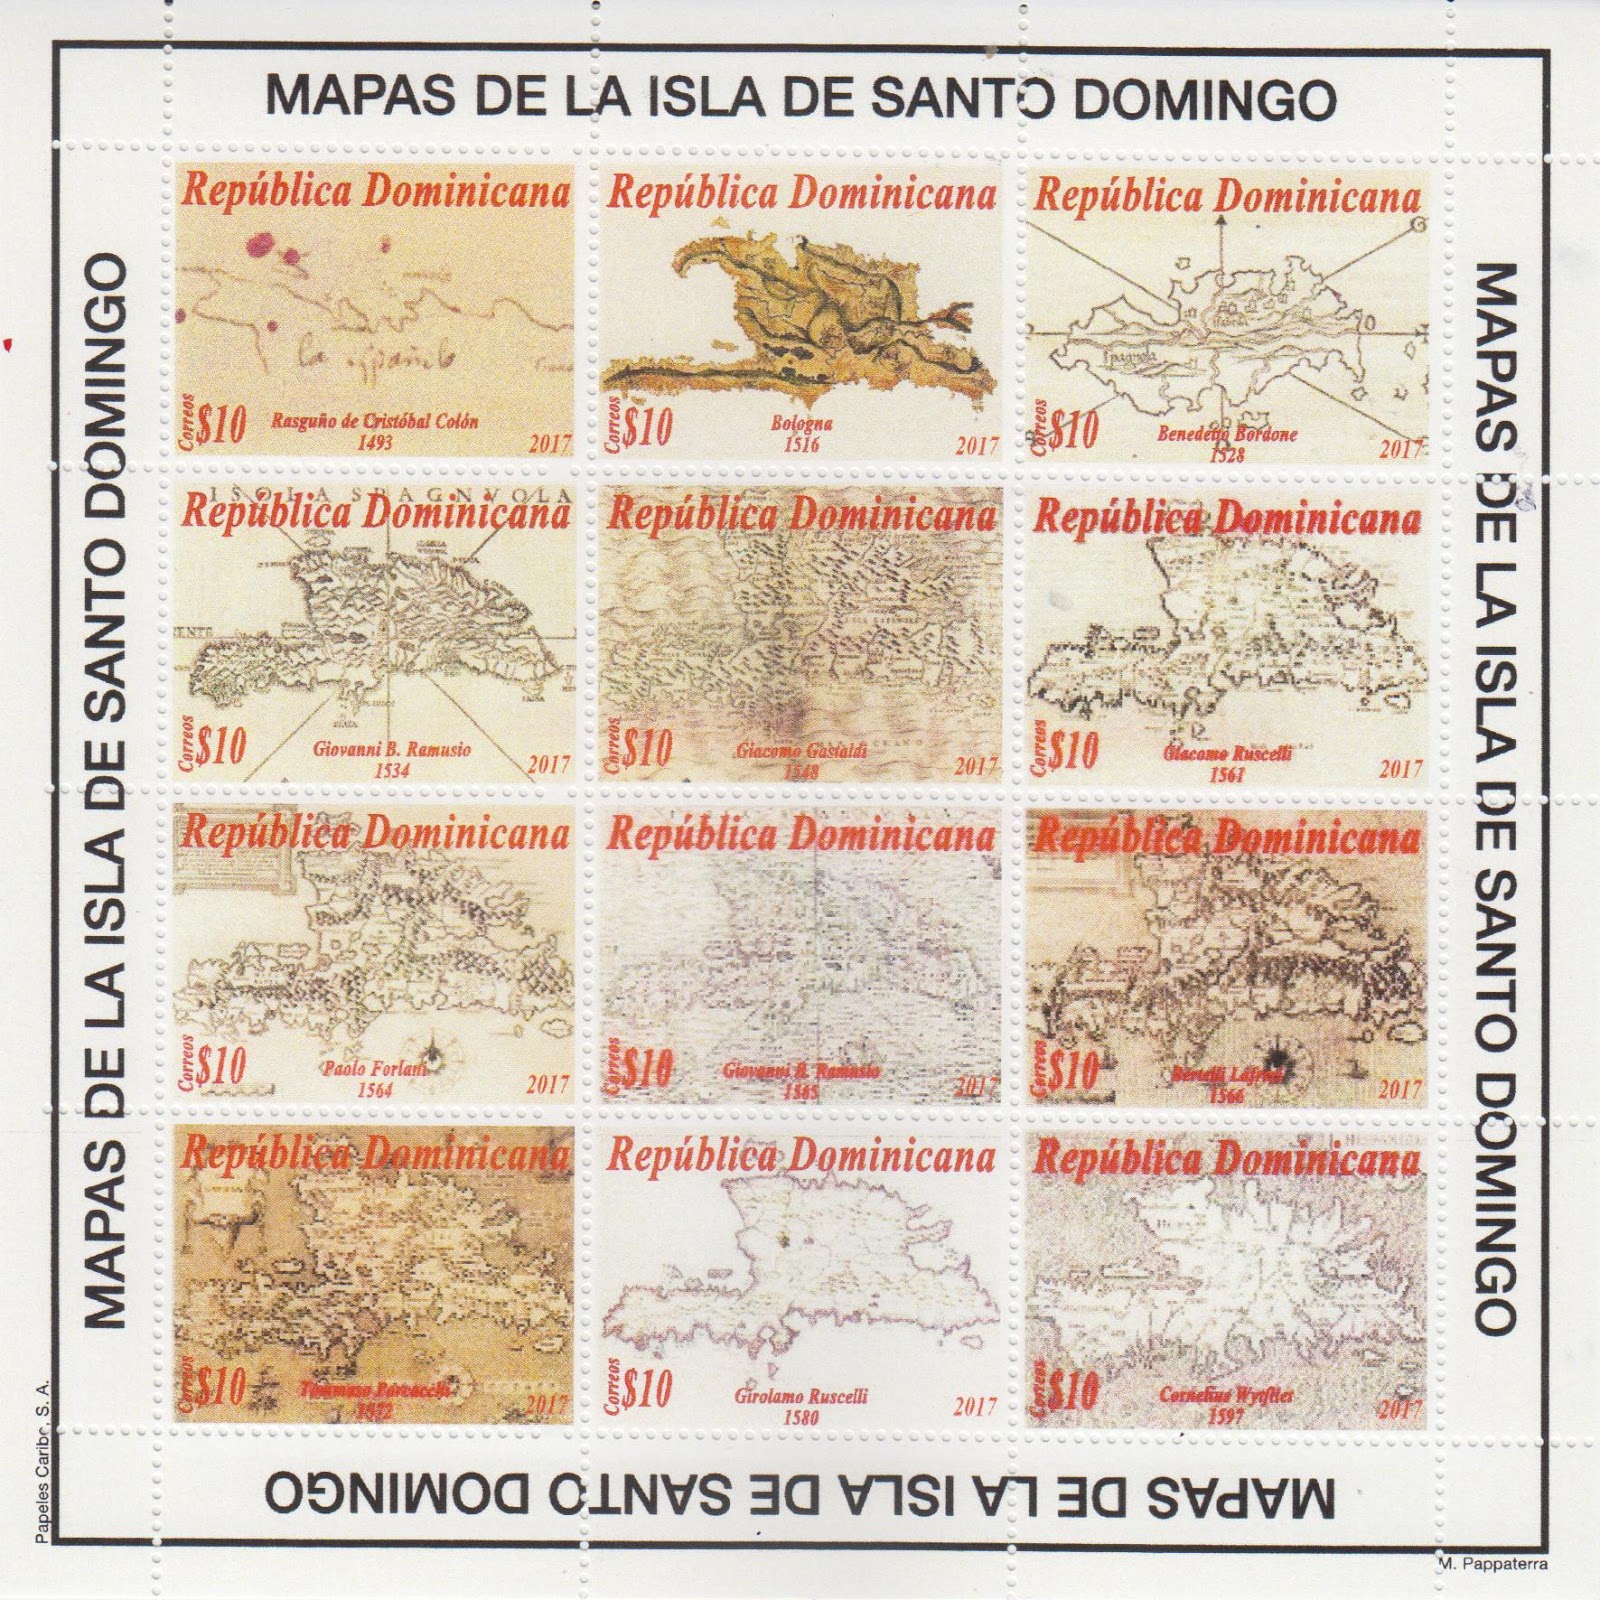 MAPAS DE LA ISLA DE SANTO DOMINGO
MAPAS DE LA ISLA DE SANTO DOMINGO
MAPAS DE LA ISLA DE SANTO DOMINGO
República Dominicana
la española
Correos
$10
Rasguño de Cristóbal Colón
1493
2017
República Dominicana
Correos
$10
Bologna
1516
2017
República Dominicana
Spagnola
Correos
$10
Benedetto Bordone
1528
2017
ISOLA SPAGNVOLA
República Dominicana
Correos
$10
Giovanni B. Ramusio
1534
2017
República Dominicana
Correos
$10
Giacomo Gastaldi
1548
2017
República Dominicana
Correos
$10
Giacomo Ruscelli
1561
2017
República Dominicana
Correos
$10
Paolo Forlani
1564
2017
República Dominicana
Correos
$10
Giovanni B. Ramusio
1565
2017
República Dominicana
Correos
$10
Bertelli Lafreri
1566
2017
República Dominicana
Correos
$10
Tommaso Porcacchi
1572
2017
República Dominicana
Correos
$10
Girolamo Ruscelli
1580
2017
República Dominicana
Correos
$10
Cornelius Wytfliet
1597
2017
MAPAS DE LA ISLA DE SANTO DOMINGO
Papeles Caribe, S. A.
M. Pappaterra